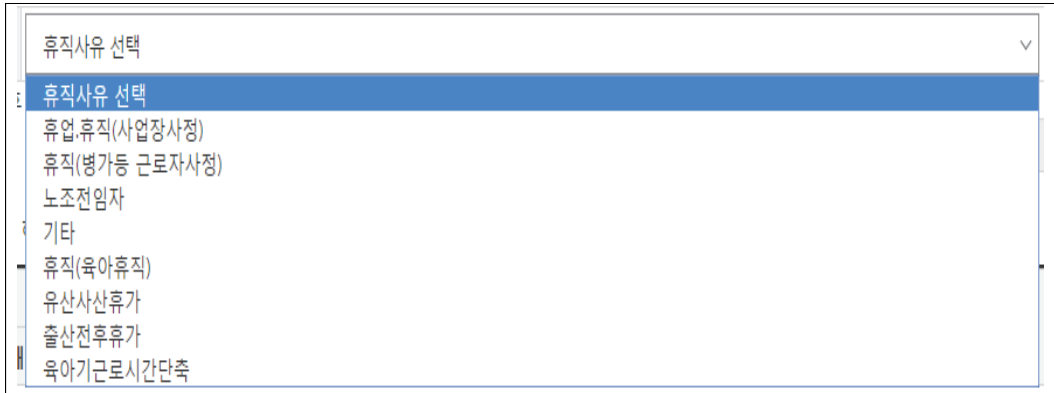 휴직사유 선택
휴직사유 선택
휴업.휴직(사업장사정)
휴직(병가등 근로자사정)
노조전임자
기타
휴직(육아휴직)
유산사산휴가
출산전후휴가
육아기근로시간단축